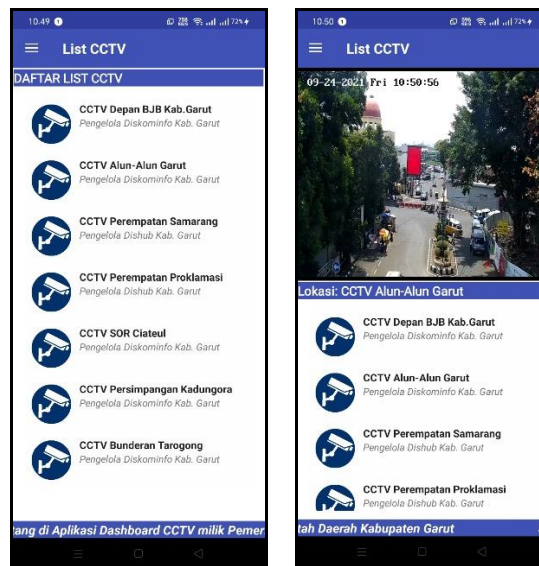 10.49
72%
List CCTV
DAFTAR LIST CCTV
CCTV Depan BJB Kab.Garut
Pengelola Diskominfo Kab. Garut
CCTV Alun-Alun Garut
Pengelola Diskominfo Kab. Garut
CCTV Perempatan Samarang
Pengelola Dishub Kab. Garut
CCTV Perempatan Proklamasi
Pengelola Dishub Kab. Garut
CCTV SOR Ciateul
Pengelola Diskominfo Kab. Garut
CCTV Persimpangan Kadungora
Pengelola Diskominfo Kab. Garut
CCTV Bunderan Tarogong
Pengelola Diskominfo Kab. Garut
tang di Aplikasi Dashboard CCTV milik Pemer
10.50
72%
List CCTV
09-24-2021 Fri 10:50:56
Lokasi: CCTV Alun-Alun Garut
CCTV Depan BJB Kab.Garut
Pengelola Diskominfo Kab. Garut
CCTV Alun-Alun Garut
Pengelola Diskominfo Kab. Garut
CCTV Perempatan Samarang
Pengelola Dishub Kab. Garut
CCTV Perempatan Proklamasi
Pengelola Dishub Kab. Garut
tah Daerah Kabupaten Garut